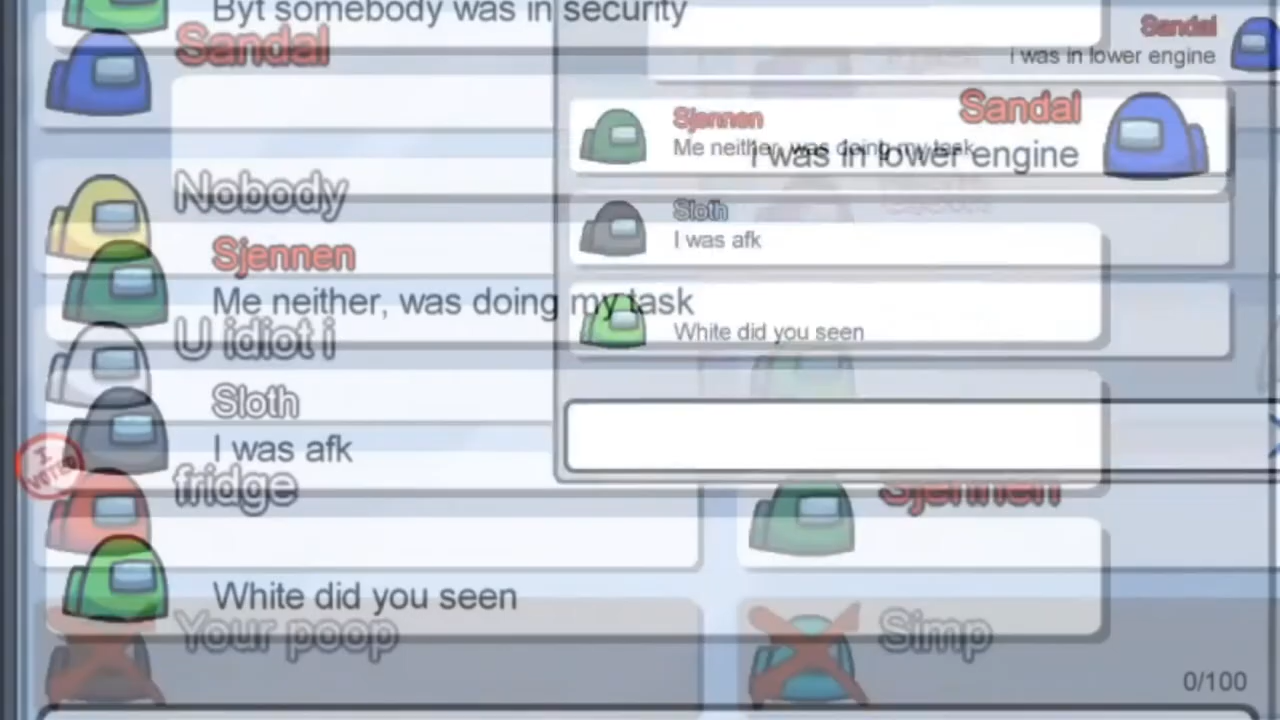 Byt somebody was in security
Sandal
i was in lower engine
Sandal
Sandal
i was in lower engine
Sjennen
Me neither, was doing my task
Nobody
Sloth
I was afk
Sjennen
Me neither, was doing my task
U idiot i
White did you seen
Sloth
I was afk
I VOTED
fridge
Sjennen
White did you seen
Your poop
Simp
0/100